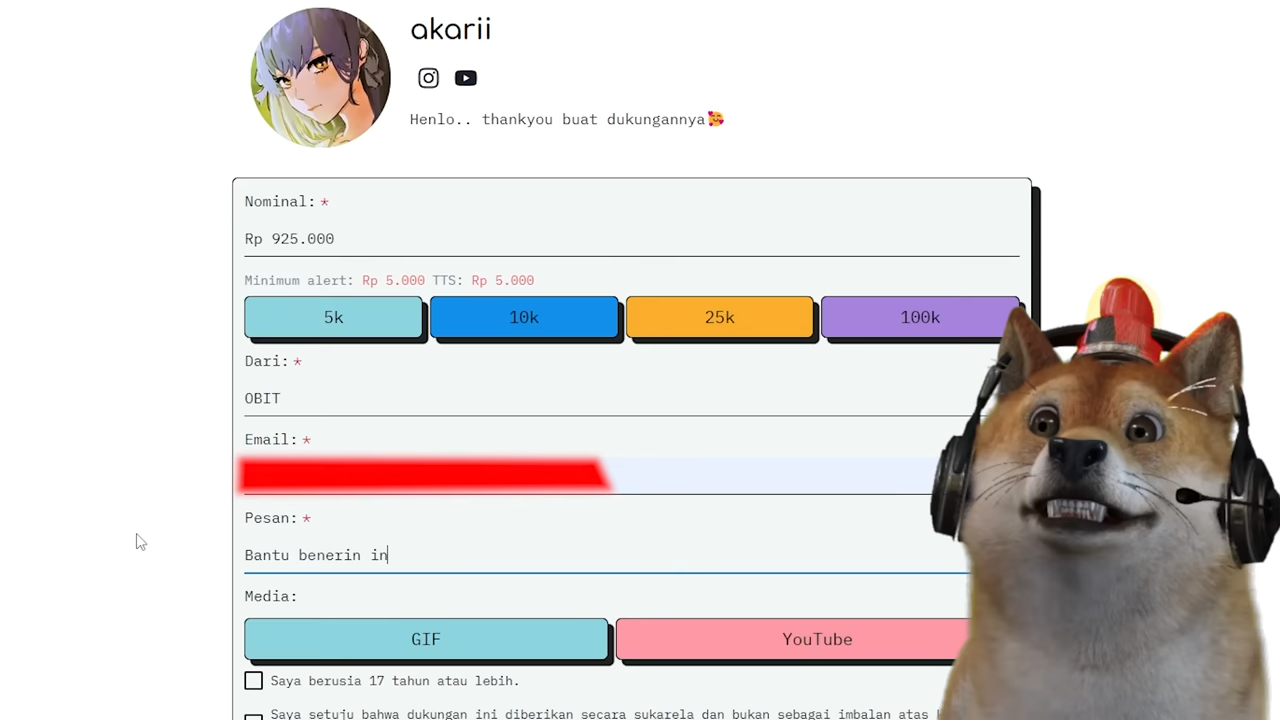 akarii
Henlo.. thankyou buat dukungannya🥰
Nominal: *
Rp 925.000
Minimum alert: Rp 5.000 TTS: Rp 5.000
5k 10k 25k 100k
Dari: *
OBIT
Email: *
Pesan: *
Bantu benerin in
Media:
GIF YouTube
Saya berusia 17 tahun atau lebih.
Saya setuju bahwa dukungan ini diberikan secara sukarela dan bukan sebagai imbalan atas